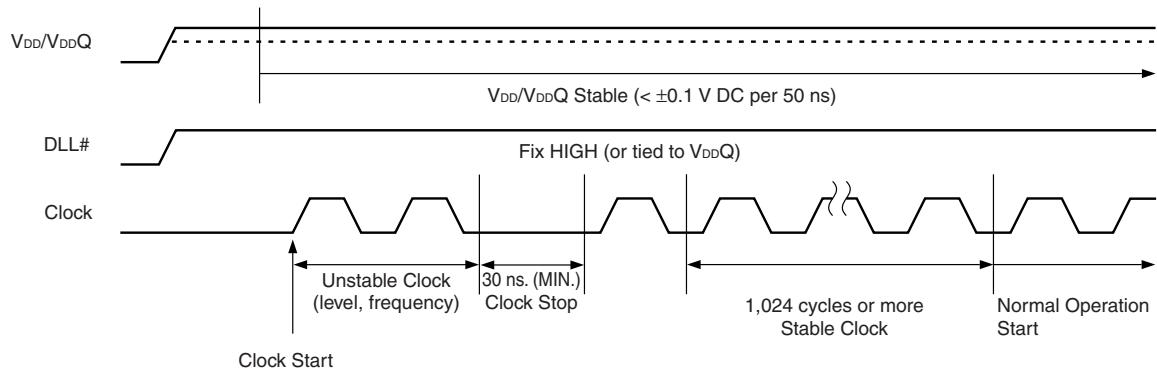 VDD/VDDQ
VDD/VDDQ Stable (< ±0.1 V DC per 50 ns)
DLL#
Fix HIGH (or tied to VDDQ)
Clock
Unstable Clock
(level, frequency)
30 ns. (MIN.)
Clock Stop
1,024 cycles or more
Stable Clock
Normal Operation
Start
Clock Start